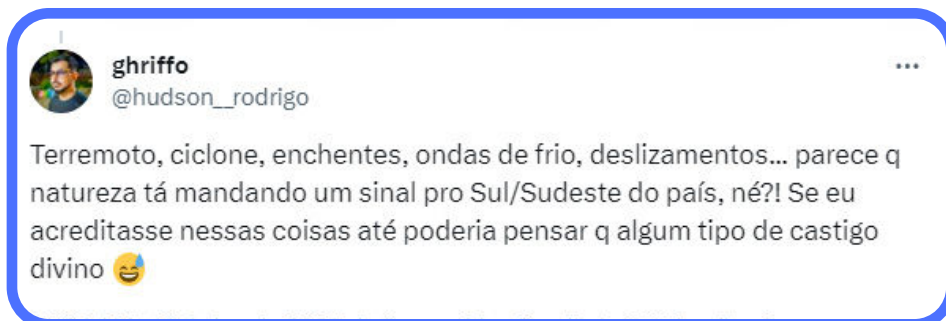 ghriffo
@hudson__rodrigo
Terremoto, ciclone, enchentes, ondas de frio, deslizamentos... parece q
natureza tá mandando um sinal pro Sul/Sudeste do país, né?! Se eu
acreditasse nessas coisas até poderia pensar q algum tipo de castigo
divino 😅